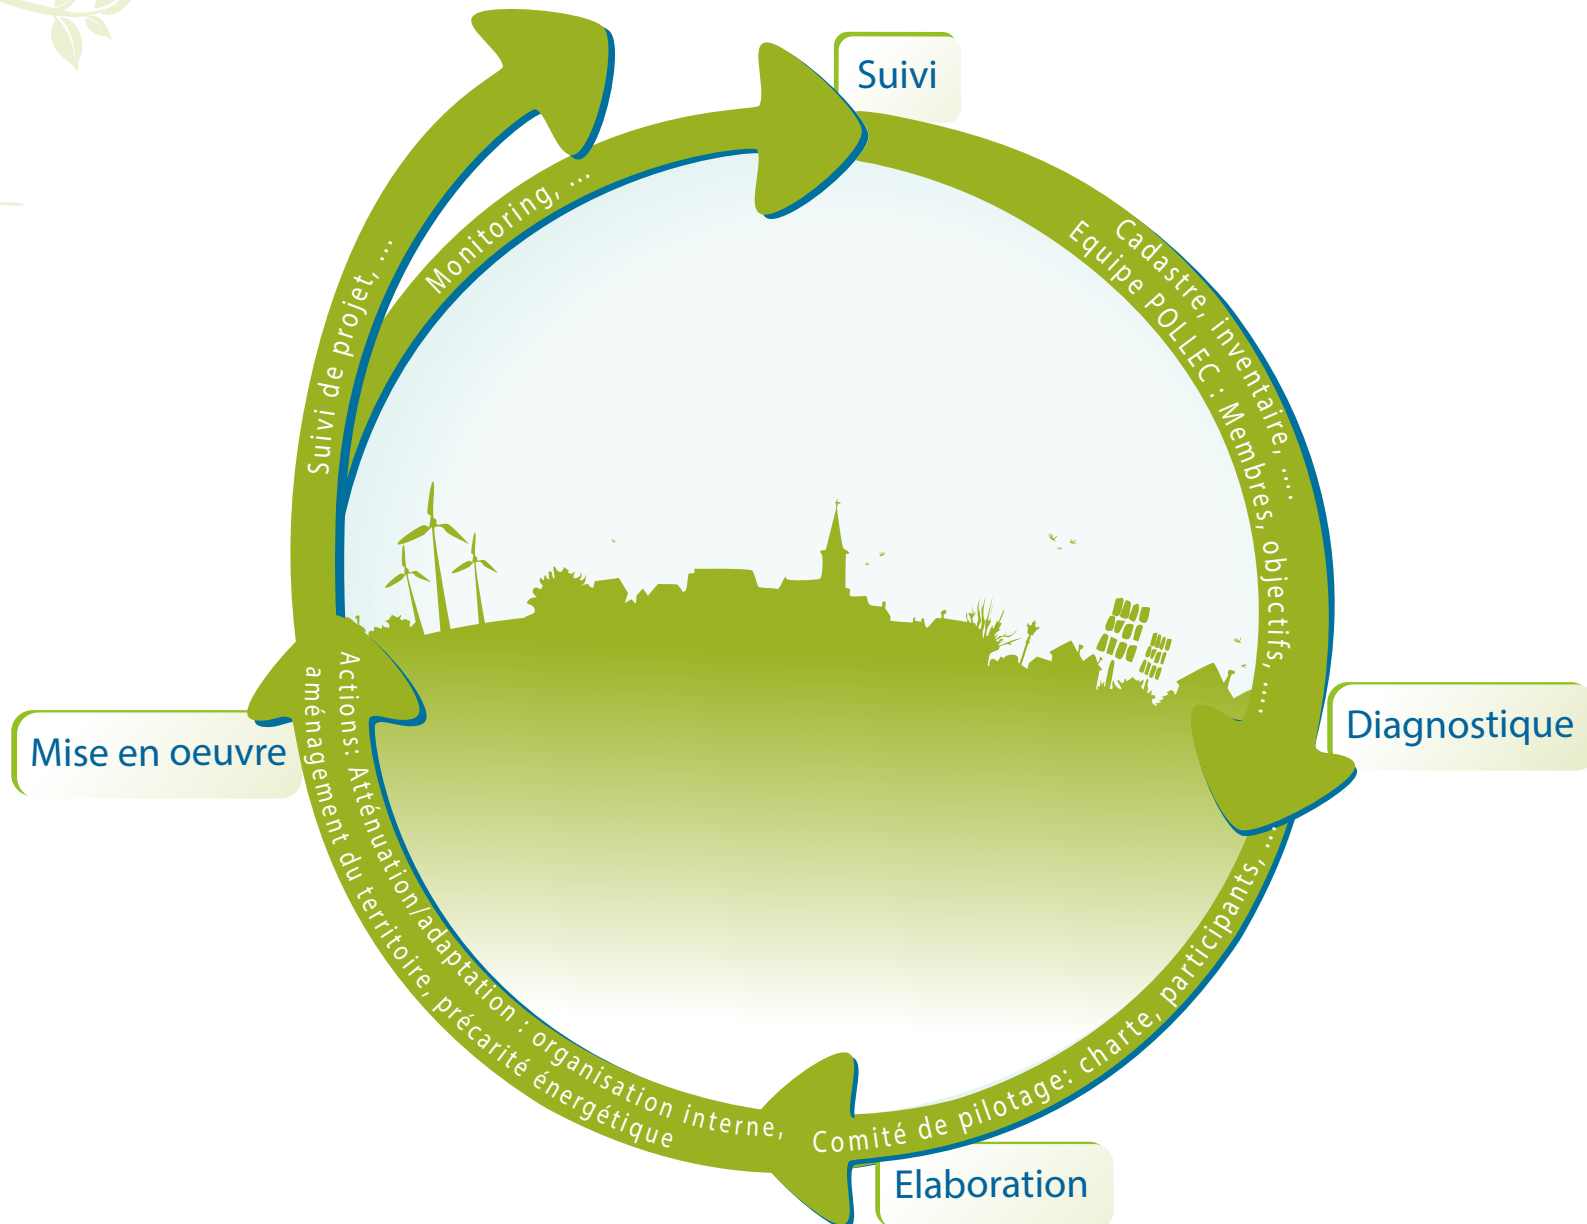 Suivi
Suivi de projet, ...
Monitoring, ...
Cadastre, inventaire, ....
Equipe POLLEC : Membres, objectifs, ....
Diagnostique
Comité de pilotage: charte, participants, ...
Elaboration
Actions: Atténuation/adaptation : organisation interne,
aménagement du territoire, précarité énergétique
Mise en oeuvre